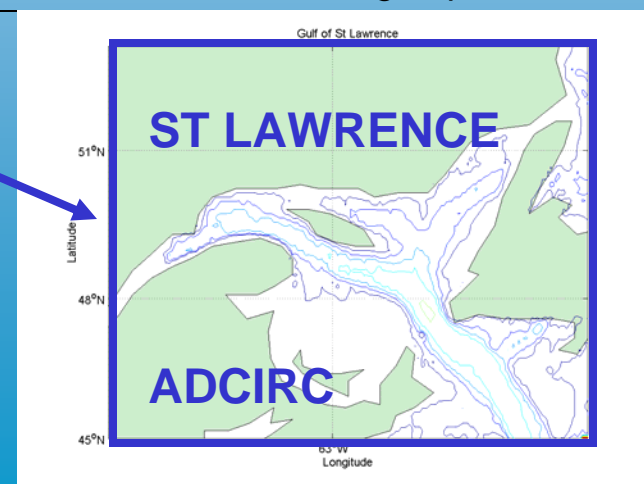 Gulf of St Lawrence
ST LAWRENCE
51°N
Latitude
48°N
ADCIRC
45°N
63°W
Longitude